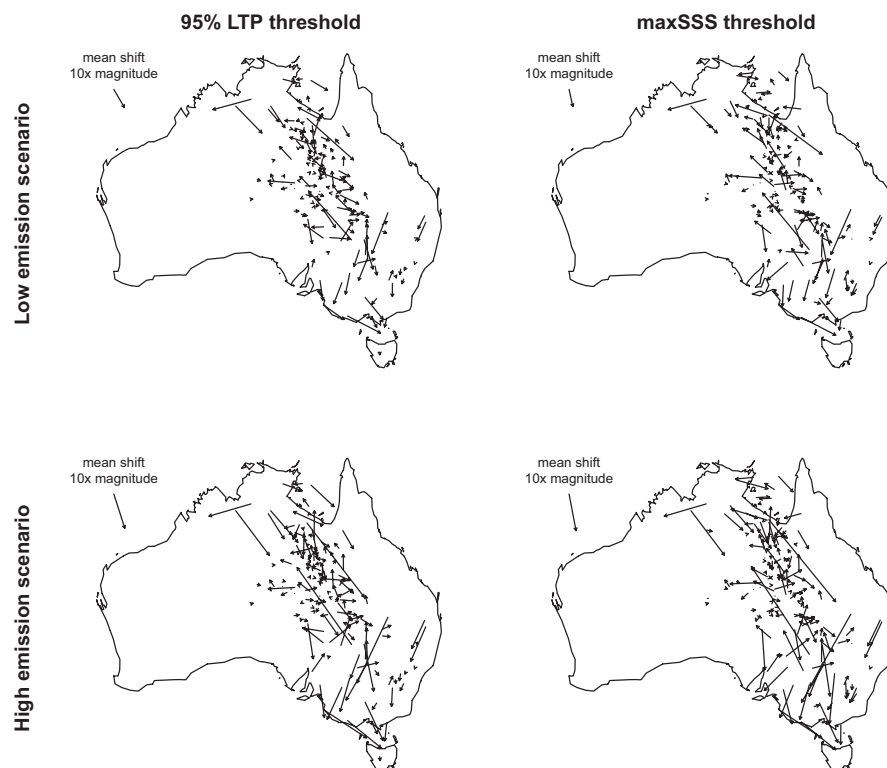 95% LTP threshold
maxSSS threshold
Low emission scenario
mean shift
10x magnitude
mean shift
10x magnitude
High emission scenario
mean shift
10x magnitude
mean shift
10x magnitude